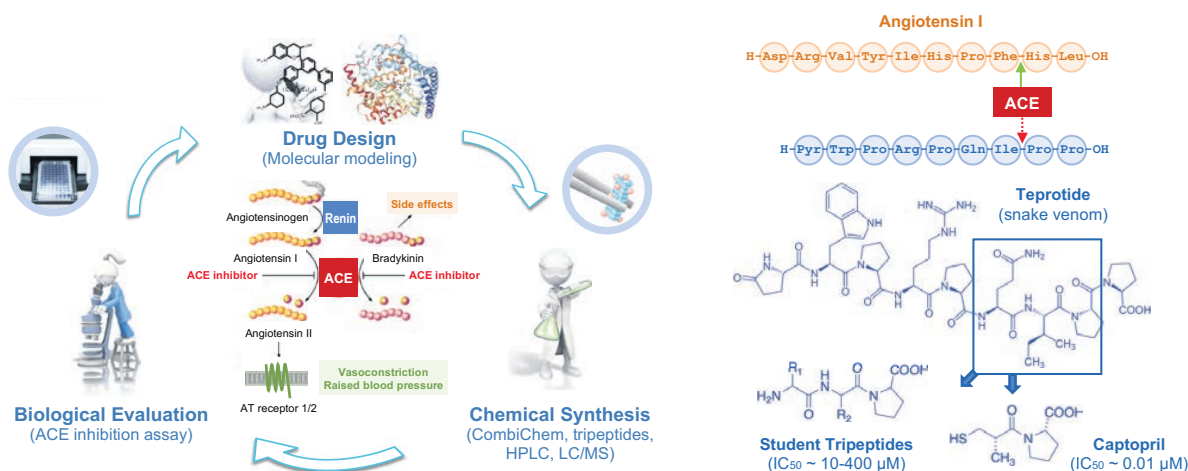 Drug Design
(Molecular modeling)
Angiotensinogen
Renin
Side effects
Angiotensin I
Bradykinin
ACE inhibitor
ACE
ACE inhibitor
Angiotensin II
Vasoconstriction
Raised blood pressure
AT receptor 1/2
Biological Evaluation
(ACE inhibition assay)
Chemical Synthesis
(CombiChem, tripeptides,
HPLC, LC/MS)
Angiotensin I
H-Asp-Arg-Val-Tyr-Ile-His-Pro-Phe-His-Leu-OH
ACE
H-Pyr-Trp-Pro-Arg-Pro-Gln-Ile-Pro-Pro-OH
Teprotide
(snake venom)
HN
NH₂
NH
HN
NH
O
NH₂
O
H
N
O
N
O
N
H
O
N
O
N
H
O
H
N
O
N
O
N
COOH
CH₃
CH₃
R₁
H₂N
O
H
N
R₂
O
N
COOH
Student Tripeptides
(IC₅₀ ~ 10-400 µM)
HS
CH₃
O
N
COOH
Captopril
(IC₅₀ ~ 0.01 µM)